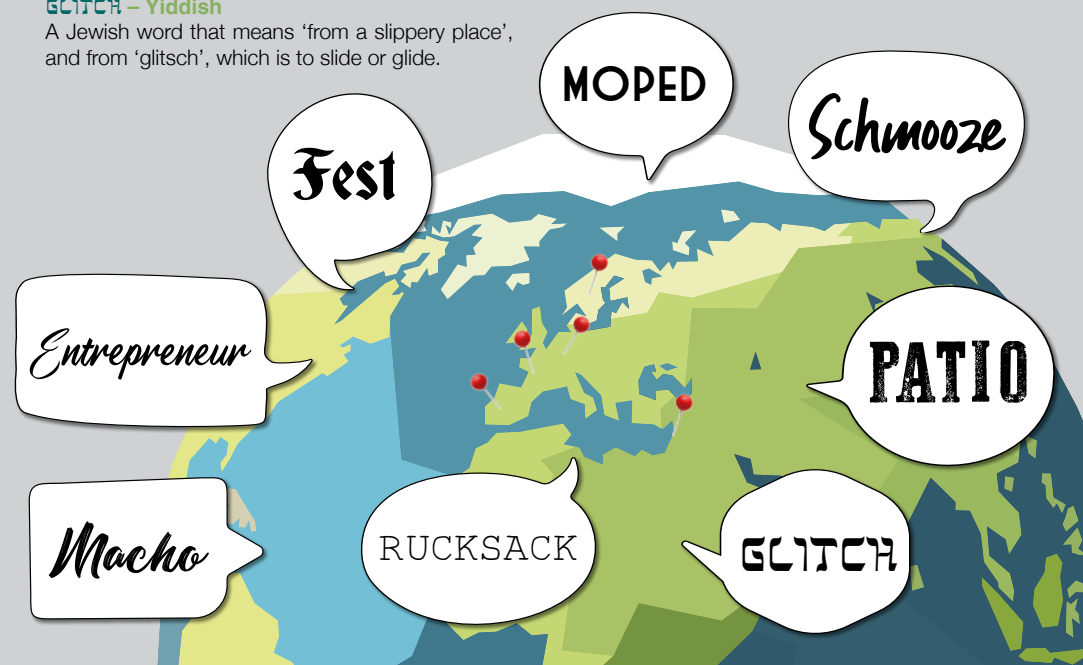 GLITCH – Yiddish
A Jewish word that means ‘from a slippery place’,
and from ‘glitsch’, which is to slide or glide.
MOPED
Schmooze
Fest
Entrepreneur
PATIO
Macho
RUCKSACK
GLITCH